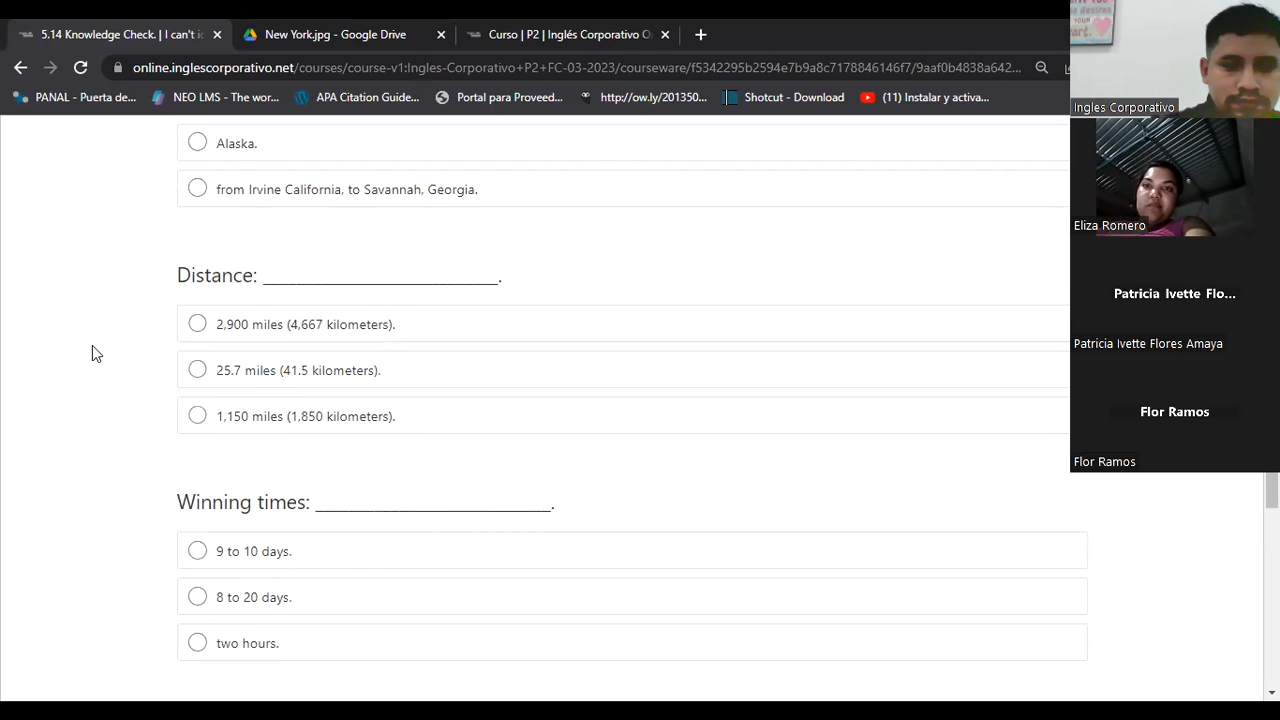 5.14 Knowledge Check. | I can't ic
New York.jpg - Google Drive
Curso | P2 | Inglés Corporativo O
online.inglescorporativo.net/courses/course-v1:Ingles-Corporativo+P2+EC-03-2023/courseware/f5342295b2594e7b9a8c7178846146f7/9aaf0b4838a642...
PANAL - Puerta de...
NEO LMS - The wor...
APA Citation Guide...
Portal para Proveed...
http://ow.ly/201350...
Shotcut - Download
(11) Instalar y activa...
Alaska.
from Irvine California, to Savannah, Georgia.
Distance: ___________________________.
2,900 miles (4,667 kilometers).
25.7 miles (41.5 kilometers).
1,150 miles (1,850 kilometers).
Winning times: ___________________________.
9 to 10 days.
8 to 20 days.
two hours.
Ingles Corporativo
Eliza Romero
Patricia Ivette Flo...
Patricia Ivette Flores Amaya
Flor Ramos
Flor Ramos